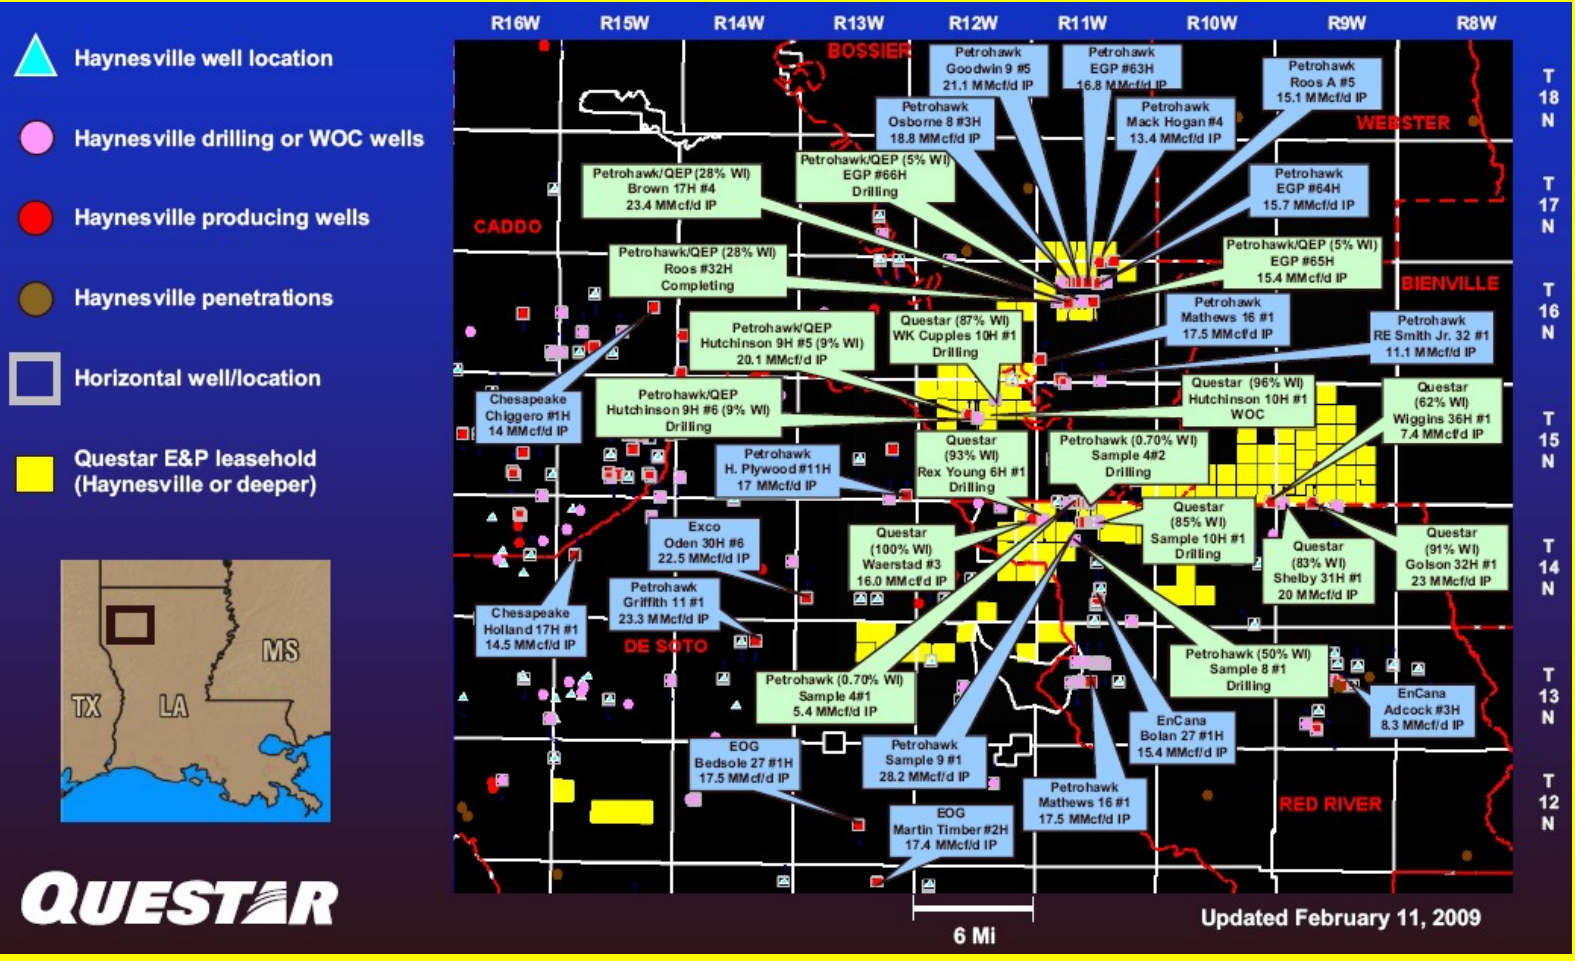 R16W R15W R14W R13W R12W R11W R10W R9W R8W
Haynesville well location
Haynesville drilling or WOC wells
Haynesville producing wells
Haynesville penetrations
Horizontal well/location
Questar E&P leasehold
(Haynesville or deeper)
TX LA MS
QUESTAR
BOSSIER
WEBSTER
CADDO
BIENVILLE
DE SOTO
RED RIVER
Petrohawk
Goodwin 9 #5
21.1 MMcf/d IP
Petrohawk
EGP #63H
16.8 MMcf/d IP
Petrohawk
Roos A #5
15.1 MMcf/d IP
Petrohawk
Osborne 8 #3H
18.8 MMcf/d IP
Petrohawk
Mack Hogan #4
13.4 MMcf/d IP
Petrohawk/QEP (28% WI)
Brown 17H #4
23.4 MMcf/d IP
Petrohawk/QEP (5% WI)
EGP #66H
Drilling
Petrohawk
EGP #64H
15.7 MMcf/d IP
Petrohawk/QEP (28% WI)
Roos #32H
Completing
Petrohawk/QEP (5% WI)
EGP #65H
15.4 MMcf/d IP
Petrohawk
Mathews 16 #1
17.5 MMcf/d IP
Petrohawk
RE Smith Jr. 32 #1
11.1 MMcf/d IP
Petrohawk/QEP
Hutchinson 9H #5 (9% WI)
20.1 MMcf/d IP
Questar (87% WI)
WK Cupples 10H #1
Drilling
Chesapeake
Chiggero #1H
14 MMcf/d IP
Petrohawk/QEP
Hutchinson 9H #6 (9% WI)
Drilling
Questar (96% WI)
Hutchinson 10H #1
WOC
Questar
(62% WI)
Wiggins 36H #1
7.4 MMcf/d IP
Petrohawk
H. Plywood #11H
17 MMcf/d IP
Questar
(93% WI)
Rex Young 6H #1
Drilling
Petrohawk (0.70% WI)
Sample 4#2
Drilling
Exco
Oden 30H #6
22.5 MMcf/d IP
Questar
(100% WI)
Waerstad #3
16.0 MMcf/d IP
Questar
(85% WI)
Sample 10H #1
Drilling
Questar
(83% WI)
Shelby 31H #1
20 MMcf/d IP
Questar
(91% WI)
Golson 32H #1
23 MMcf/d IP
Chesapeake
Holland 17H #1
14.5 MMcf/d IP
Petrohawk
Griffith 11 #1
23.3 MMcf/d IP
Petrohawk (0.70% WI)
Sample 4#1
5.4 MMcf/d IP
Petrohawk (50% WI)
Sample 8 #1
Drilling
EOG
Bedsole 27 #1H
17.5 MMcf/d IP
Petrohawk
Sample 9 #1
28.2 MMcf/d IP
EnCana
Bolan 27 #1H
15.4 MMcf/d IP
EnCana
Adcock #3H
8.3 MMcf/d IP
Petrohawk
Mathews 16 #1
17.5 MMcf/d IP
EOG
Martin Timber #2H
17.4 MMcf/d IP
T
18
N
T
17
N
T
16
N
T
15
N
T
14
N
T
13
N
T
12
N
6 Mi
Updated February 11, 2009